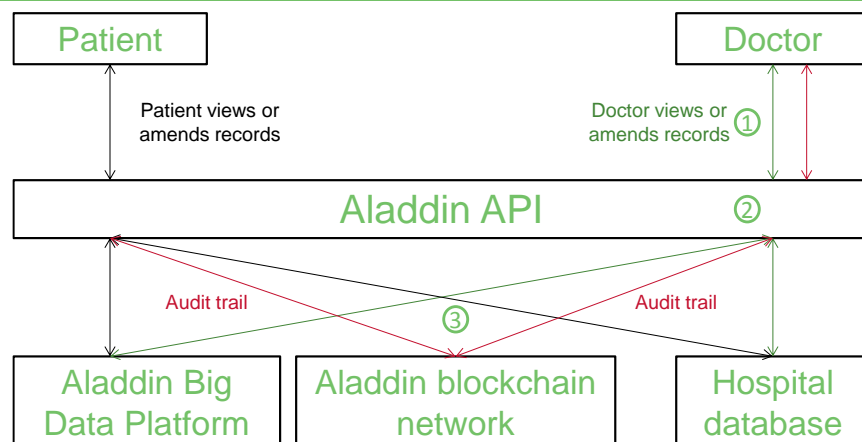 Patient
Doctor
Patient views or
amends records
Doctor views or
amends records
1
Aladdin API
2
Audit trail
Audit trail
3
Aladdin Big
Data Platform
Aladdin blockchain
network
Hospital
database